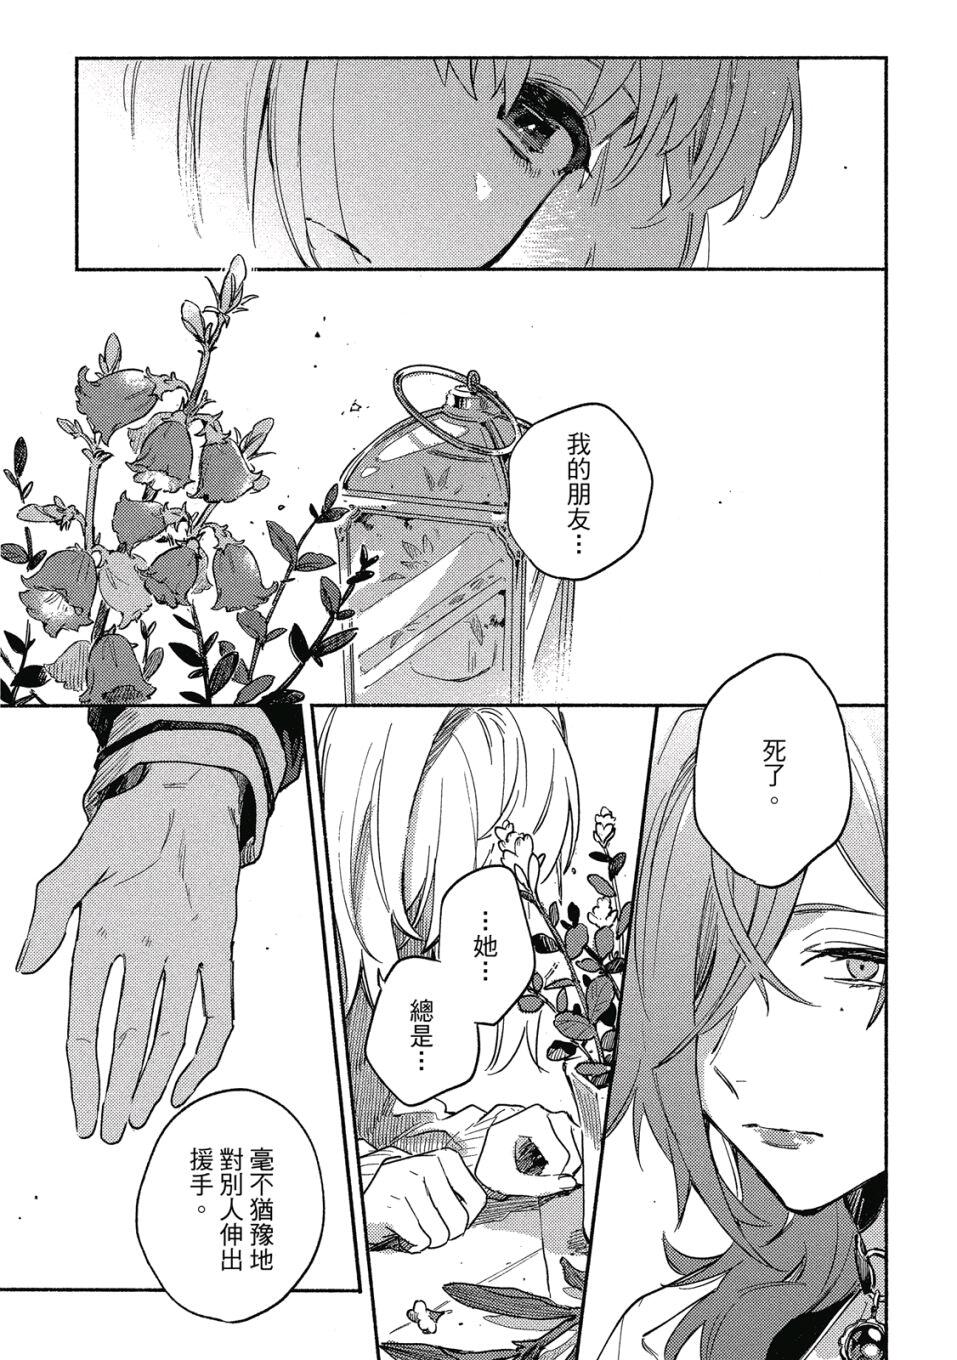 我的朋友…
死了。
…她…
總是…
毫不猶豫地
對別人伸出
援手。